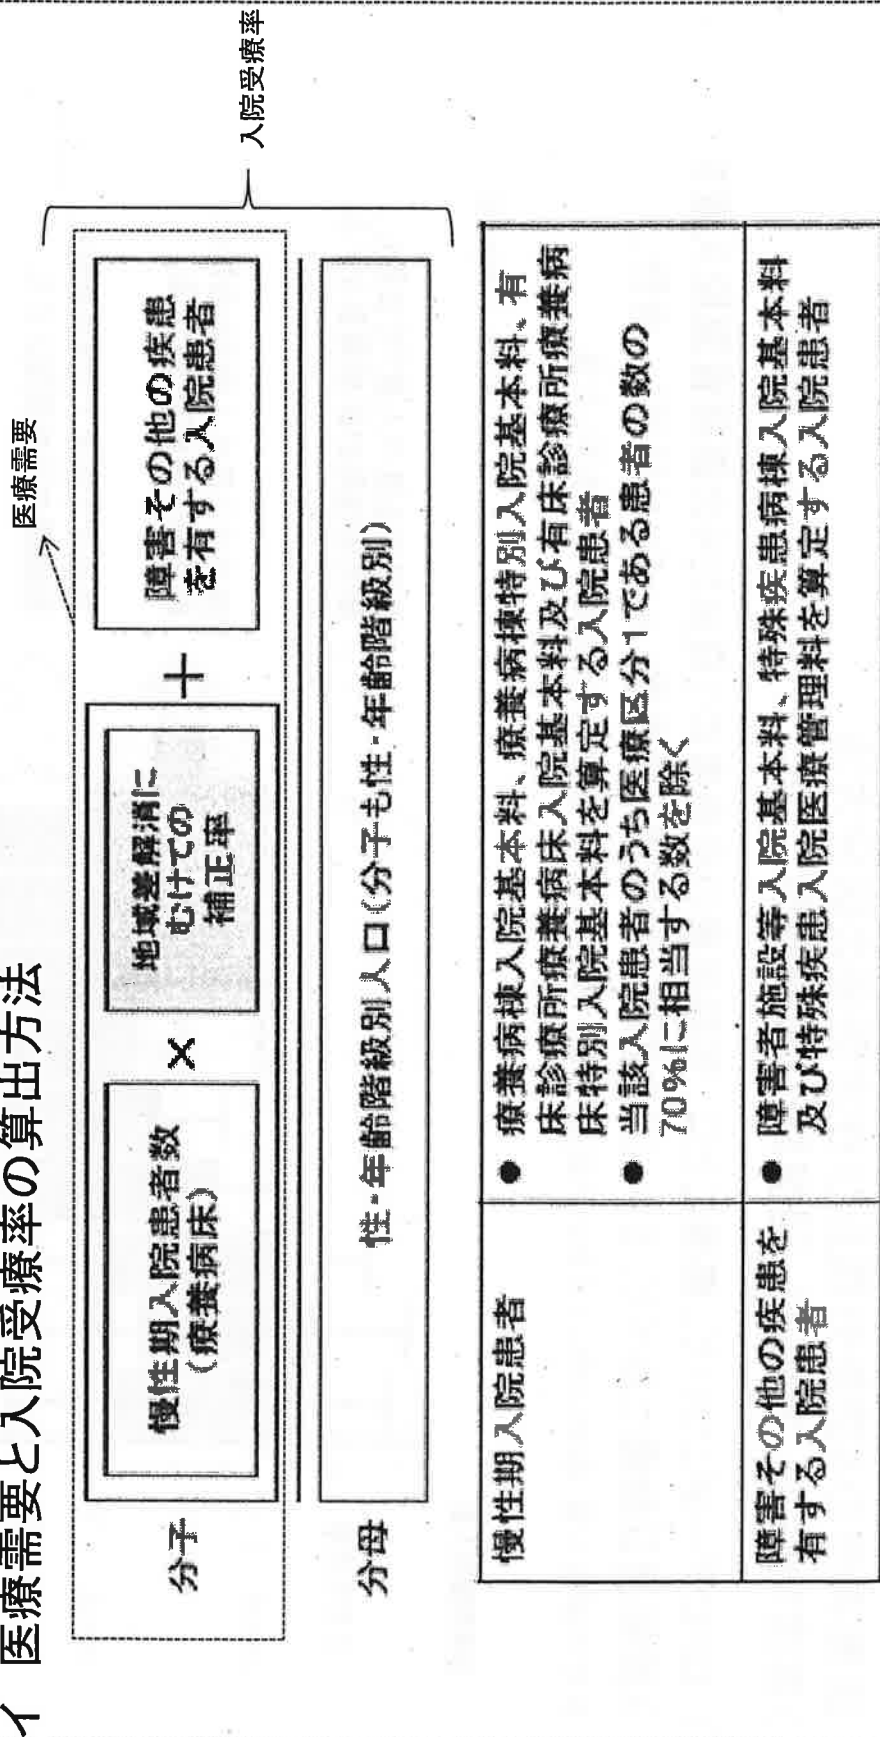 イ 医療需要と入院受療率の算出方法
医療需要
分子
慢性期入院患者数
(療養病床)
×
地域差解消に
むけての
補正率
＋
障害その他の疾患
を有する入院患者
入院受療率
分母
性・年齢階級別人口(分子も性・年齢階級別)
慢性期入院患者
● 療養病棟入院基本料、療養病棟特別入院基本料、有
床診療所療養病床入院基本料及び有床診療所療養病
床特別入院基本料を算定する入院患者
● 当該入院患者のうち医療区分1である患者の数の
70%に相当する数を除く
障害その他の疾患を
有する入院患者
● 障害者施設等入院基本料、特殊疾患病棟入院基本料
及び特殊疾患入院医療管理料を算定する入院患者